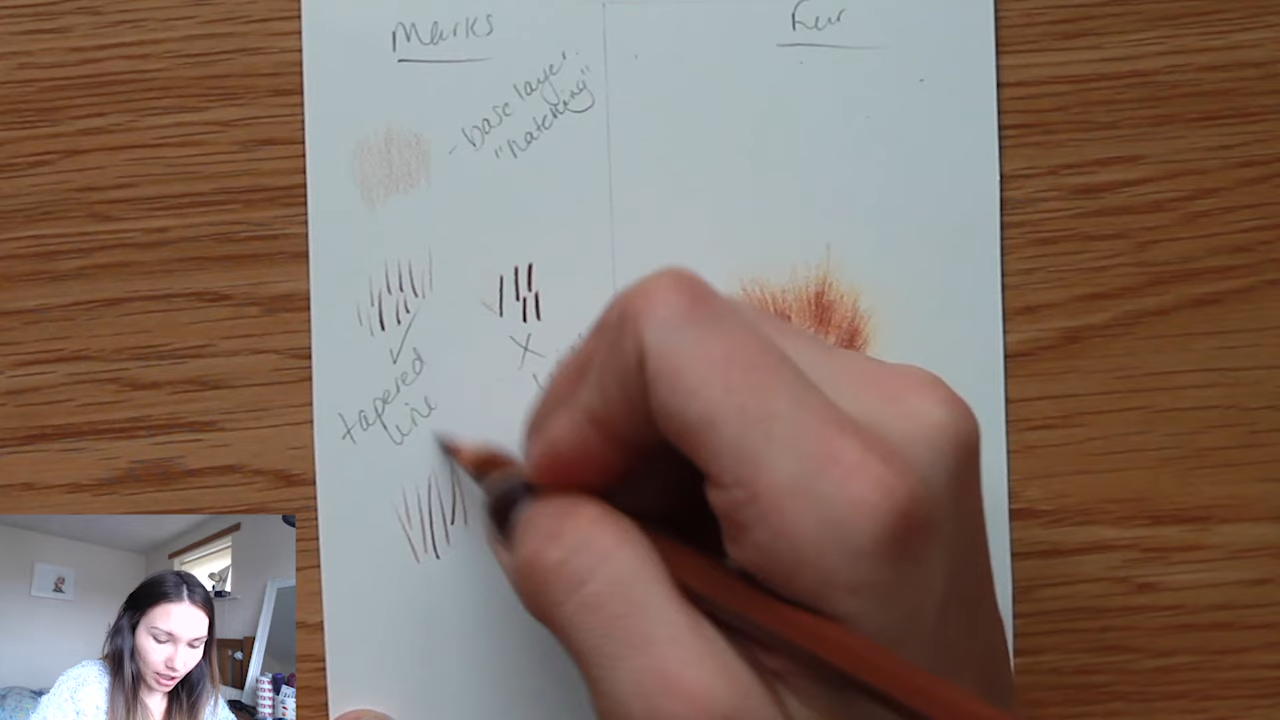 Marks
Fur
- base layer.
"hatching"
tapered
line